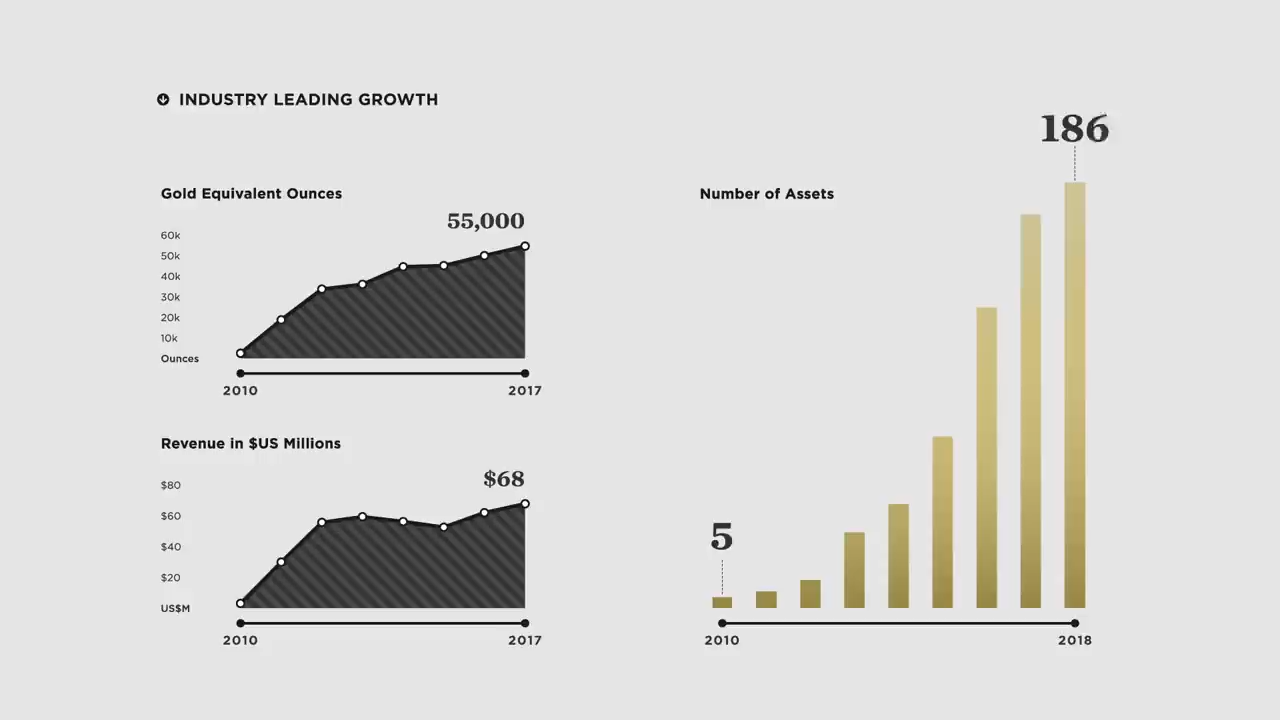 INDUSTRY LEADING GROWTH
Gold Equivalent Ounces
55,000
60k
50k
40k
30k
20k
10k
Ounces
2010 2017
Revenue in $US Millions
$68
$80
$60
$40
$20
US$M
2010 2017
Number of Assets
186
5
2010 2018